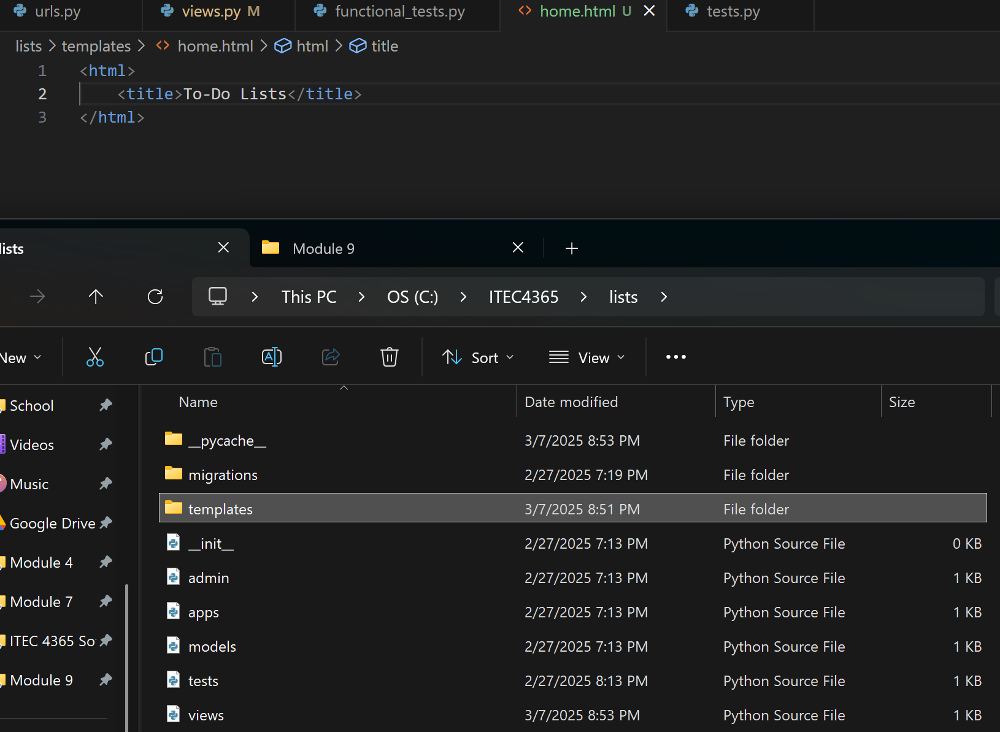 urls.py views.py M functional_tests.py home.html U tests.py
lists > templates > home.html > html > title
1 <html>
2 <title>To-Do Lists</title>
3 </html>
lists Module 9
This PC > OS (C:) > ITEC4365 > lists >
New Sort View
Name Date modified Type Size
School
Videos
Music
Google Drive
Module 4
Module 7
ITEC 4365 So
Module 9
__pycache__ 3/7/2025 8:53 PM File folder
migrations 2/27/2025 7:19 PM File folder
templates 3/7/2025 8:51 PM File folder
__init__ 2/27/2025 7:13 PM Python Source File 0 KB
admin 2/27/2025 7:13 PM Python Source File 1 KB
apps 2/27/2025 7:13 PM Python Source File 1 KB
models 2/27/2025 7:13 PM Python Source File 1 KB
tests 2/27/2025 8:13 PM Python Source File 1 KB
views 3/7/2025 8:53 PM Python Source File 1 KB